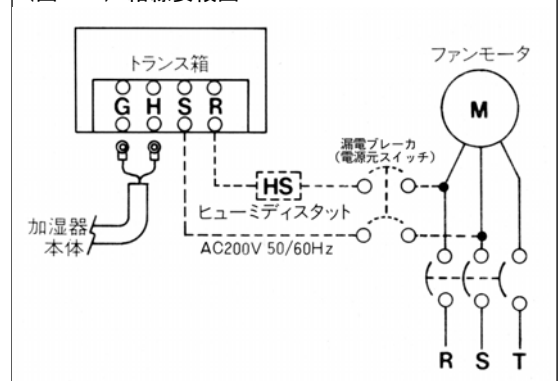 トランス箱
G H S R
ファンモータ
M
漏電ブレーカ
(電源元スイッチ)
HS
ヒューミディスタット
加湿器
本体
AC200V 50/60Hz
R S T